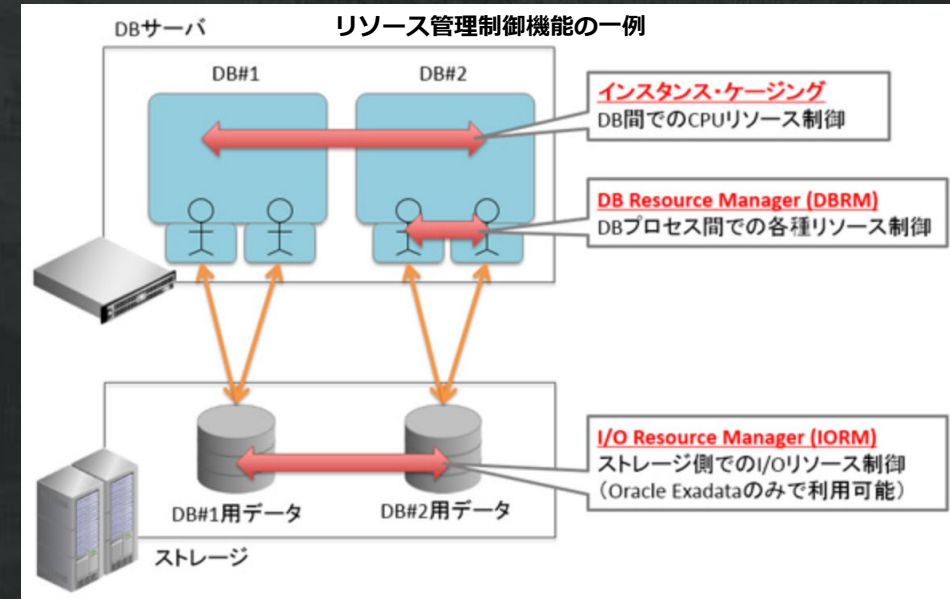 リソース管理制御機能の一例
DBサーバ
DB#1
DB#2
インスタンス・ケージング
DB間でのCPUリソース制御
DB Resource Manager (DBRM)
DBプロセス間での各種リソース制御
I/O Resource Manager (IORM)
ストレージ側でのI/Oリソース制御
（Oracle Exadataのみで利用可能）
DB#1用データ
DB#2用データ
ストレージ